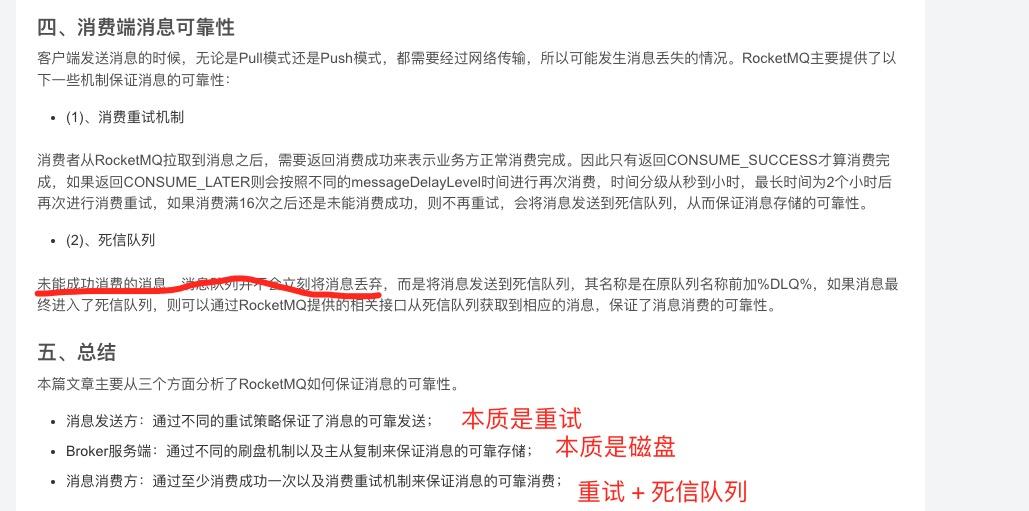 四、消费端消息可靠性
客户端发送消息的时候，无论是Pull模式还是Push模式，都需要经过网络传输，所以可能发生消息丢失的情况。RocketMQ主要提供了以
下一些机制保证消息的可靠性：
• (1)、消费重试机制
消费者从RocketMQ拉取到消息之后，需要返回消费成功来表示业务方正常消费完成。因此只有返回CONSUME_SUCCESS才算消费完
成，如果返回CONSUME_LATER则会按照不同的messageDelayLevel时间进行再次消费，时间分级从秒到小时，最长时间为2个小时后
再次进行消费重试，如果消费满16次之后还是未能消费成功，则不再重试，会将消息发送到死信队列，从而保证消息存储的可靠性。
• (2)、死信队列
未能成功消费的消息，消息队列并不会立刻将消息丢弃，而是将消息发送到死信队列，其名称是在原队列名称前加%DLQ%，如果消息最
终进入了死信队列，则可以通过RocketMQ提供的相关接口从死信队列获取到相应的消息，保证了消息消费的可靠性。
五、总结
本篇文章主要从三个方面分析了RocketMQ如何保证消息的可靠性。
• 消息发送方：通过不同的重试策略保证了消息的可靠发送； 本质是重试
• Broker服务端：通过不同的刷盘机制以及主从复制来保证消息的可靠存储； 本质是磁盘
• 消息消费方：通过至少消费成功一次以及消费重试机制来保证消息的可靠消费； 重试 + 死信队列